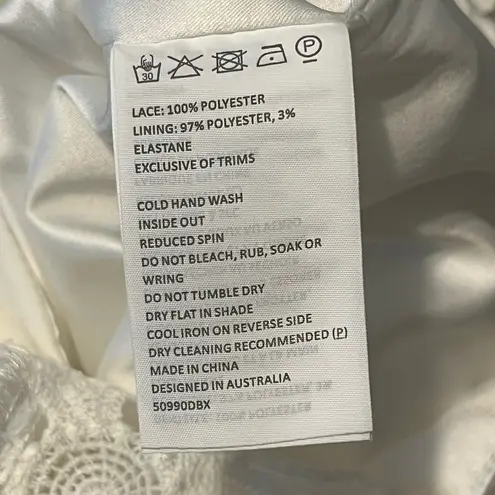 30 P
LACE: 100% POLYESTER
LINING: 97% POLYESTER, 3%
ELASTANE
EXCLUSIVE OF TRIMS
COLD HAND WASH
INSIDE OUT
REDUCED SPIN
DO NOT BLEACH, RUB, SOAK OR
WRING
DO NOT TUMBLE DRY
DRY FLAT IN SHADE
COOL IRON ON REVERSE SIDE
DRY CLEANING RECOMMENDED (P)
MADE IN CHINA
DESIGNED IN AUSTRALIA
50990DBX